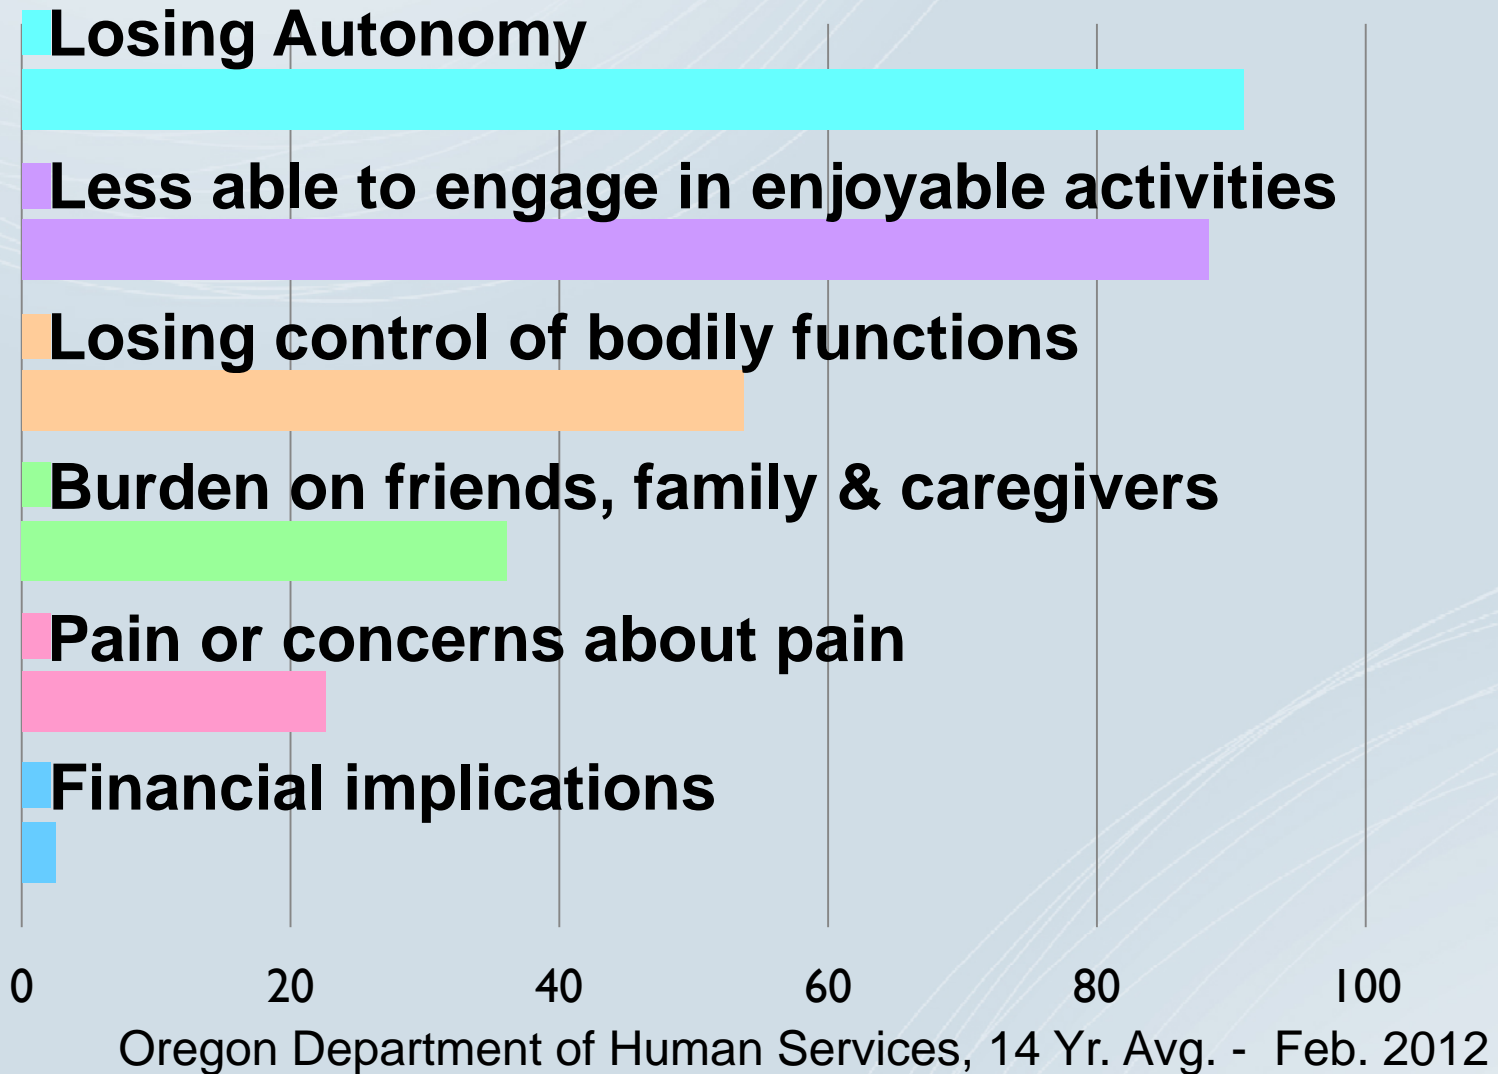 Losing Autonomy
Less able to engage in enjoyable activities
Losing control of bodily functions
Burden on friends, family & caregivers
Pain or concerns about pain
Financial implications
0 20 40 60 80 100
Oregon Department of Human Services, 14 Yr. Avg. - Feb. 2012